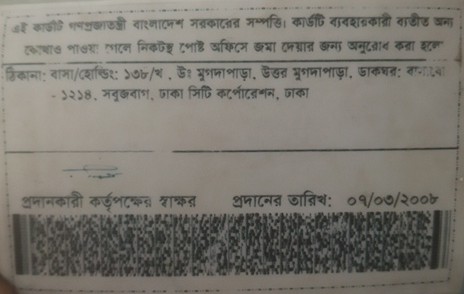 এই কার্ডটি গণপ্রজাতন্ত্রী বাংলাদেশ সরকারের সম্পত্তি। কার্ডটি ব্যবহারকারী ব্যতীত অন্য
কোথাও পাওয়া গেলে নিকটস্থ পোষ্ট অফিসে জমা দেয়ার জন্য অনুরোধ করা হলো
ঠিকানা: বাসা/হোল্ডিং: ১৩৮/খ , উঃ মুগদাপাড়া, উত্তর মুগদাপাড়া, ডাকঘর:
- ১২১৪, সবুজবাগ, ঢাকা সিটি কর্পোরেশন, ঢাকা
প্রদানকারী কর্তৃপক্ষের স্বাক্ষর প্রদানের তারিখ: ০৭/০৩/২০০৮